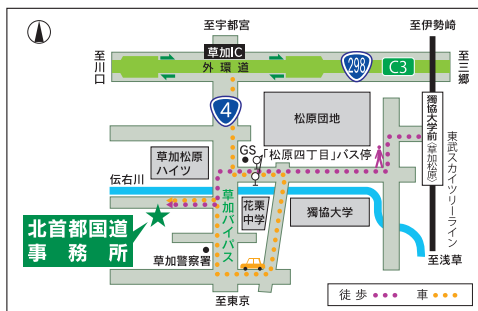 至宇都宮
至伊勢崎
至川口
草加IC
外環道
298
C3
至三郷
4
松原団地
獨協大学前〈草加松原〉
東武スカイツリーライン
GS
「松原四丁目」バス停
草加松原
ハイツ
伝右川
草加バイパス
花栗
中学
獨協大学
北首都国道
事務所
草加警察署
至浅草
至東京
徒歩
車